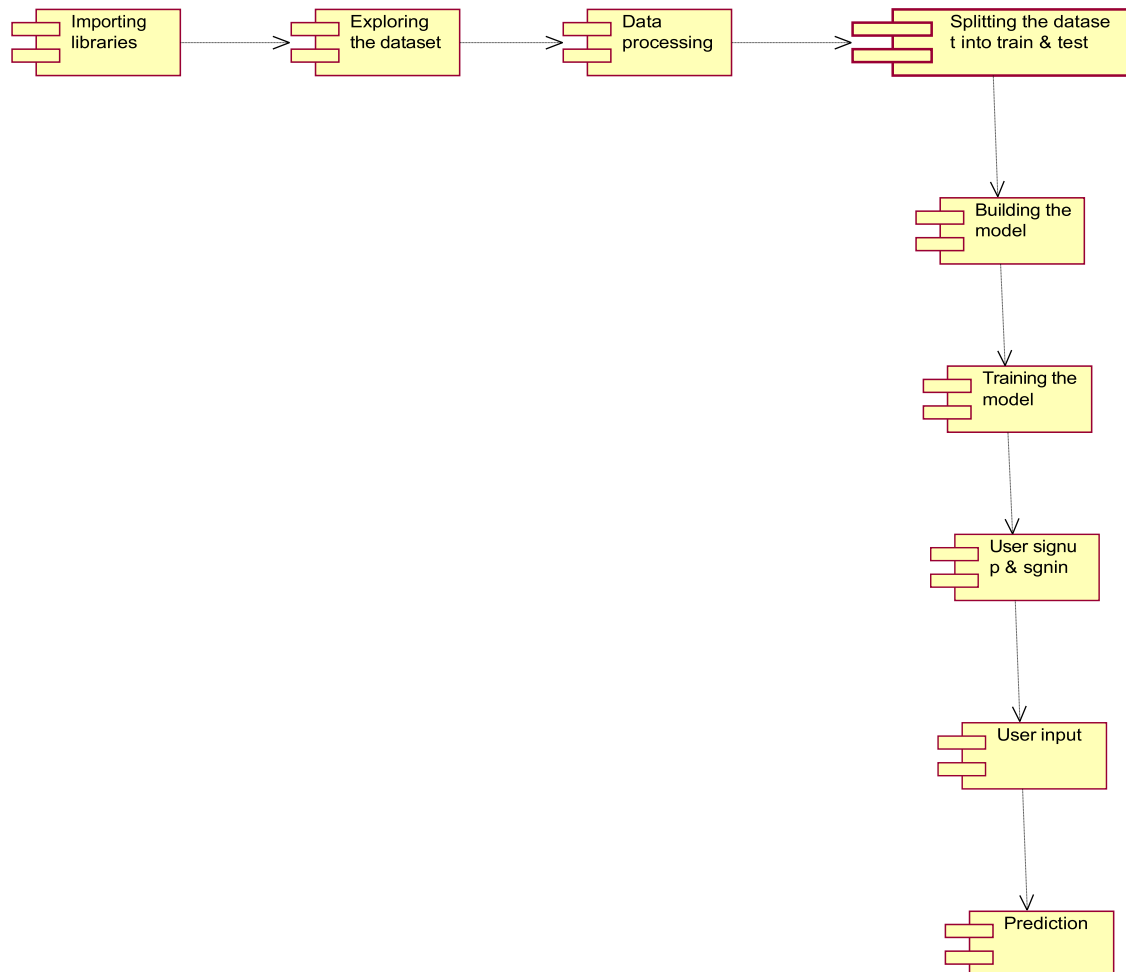 Importing
libraries
Exploring
the dataset
Data
processing
Splitting the datase
t into train & test
Building the
model
Training the
model
User signu
p & sgnin
User input
Prediction